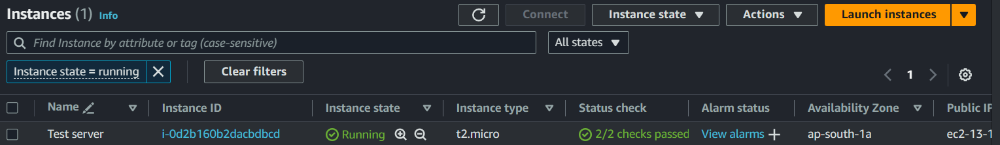 Instances (1) Info
Connect Instance state Actions Launch instances
Find Instance by attribute or tag (case-sensitive) All states
Instance state = running Clear filters 1
Name Instance ID Instance state Instance type Status check Alarm status Availability Zone Public IP
Test server i-0d2b160b2dacbdbcd Running t2.micro 2/2 checks passed View alarms ap-south-1a ec2-13-1